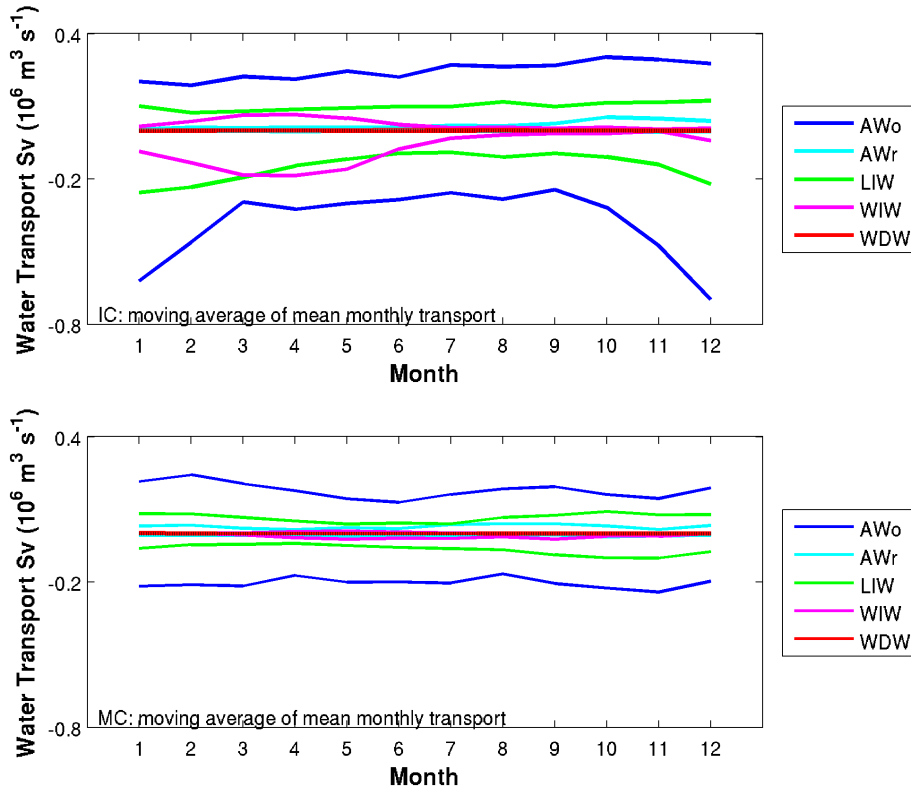 Water Transport Sv (10⁶ m³ s⁻¹)
0.4
-0.2
-0.8
IC: moving average of mean monthly transport
1 2 3 4 5 6 7 8 9 10 11 12
Month
AWo
AWr
LIW
WIW
WDW
Water Transport Sv (10⁶ m³ s⁻¹)
0.4
-0.2
-0.8
MC: moving average of mean monthly transport
1 2 3 4 5 6 7 8 9 10 11 12
Month
AWo
AWr
LIW
WIW
WDW